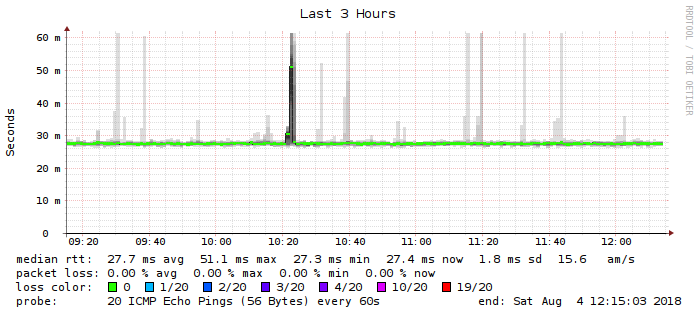 Last 3 Hours
RRDTOOL / TOBI OETIKER
Seconds
60 m
50 m
40 m
30 m
20 m
10 m
0
09:20 09:40 10:00 10:20 10:40 11:00 11:20 11:40 12:00
median rtt: 27.7 ms avg 51.1 ms max 27.3 ms min 27.4 ms now 1.8 ms sd 15.6 am/s
packet loss: 0.00 % avg 0.00 % max 0.00 % min 0.00 % now
loss color: 0 1/20 2/20 3/20 4/20 10/20 19/20
probe: 20 ICMP Echo Pings (56 Bytes) every 60s end: Sat Aug 4 12:15:03 2018